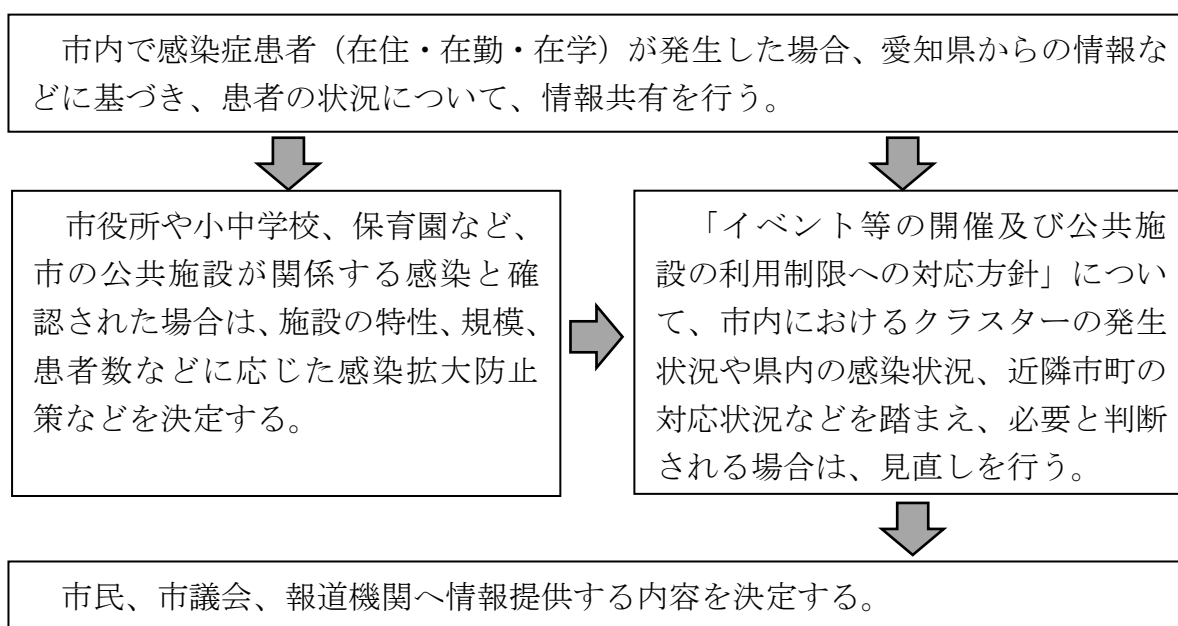 市内で感染症患者（在住・在勤・在学）が発生した場合、愛知県からの情報な
どに基づき、患者の状況について、情報共有を行う。
市役所や小中学校、保育園など、
市の公共施設が関係する感染と確
認された場合は、施設の特性、規模、
患者数などに応じた感染拡大防止
策などを決定する。
「イベント等の開催及び公共施
設の利用制限への対応方針」につい
て、市内におけるクラスターの発生
状況や県内の感染状況、近隣市町の
対応状況などを踏まえ、必要と判断
される場合は、見直しを行う。
市民、市議会、報道機関へ情報提供する内容を決定する。